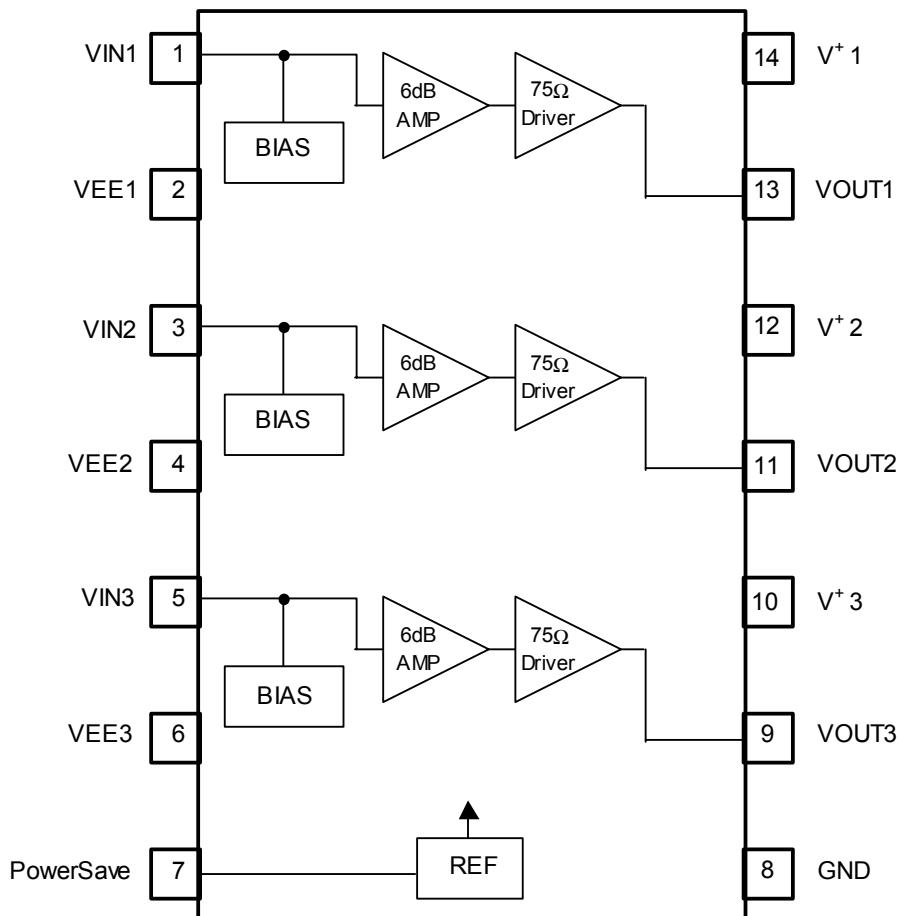 VIN1 1 14 V+ 1
6dB AMP
75Ω Driver
BIAS
VEE1 2 13 VOUT1
VIN2 3 12 V+ 2
6dB AMP
75Ω Driver
BIAS
VEE2 4 11 VOUT2
VIN3 5 10 V+ 3
6dB AMP
75Ω Driver
BIAS
VEE3 6 9 VOUT3
PowerSave 7 REF 8 GND